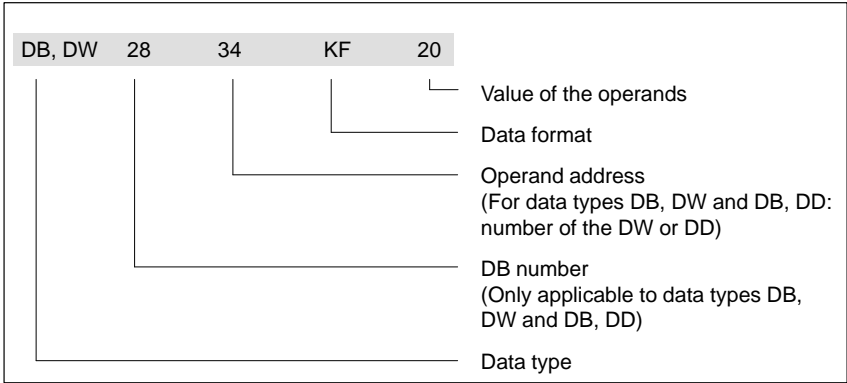 DB, DW 28 34 KF 20
Value of the operands
Data format
Operand address
(For data types DB, DW and DB, DD:
number of the DW or DD)
DB number
(Only applicable to data types DB,
DW and DB, DD)
Data type